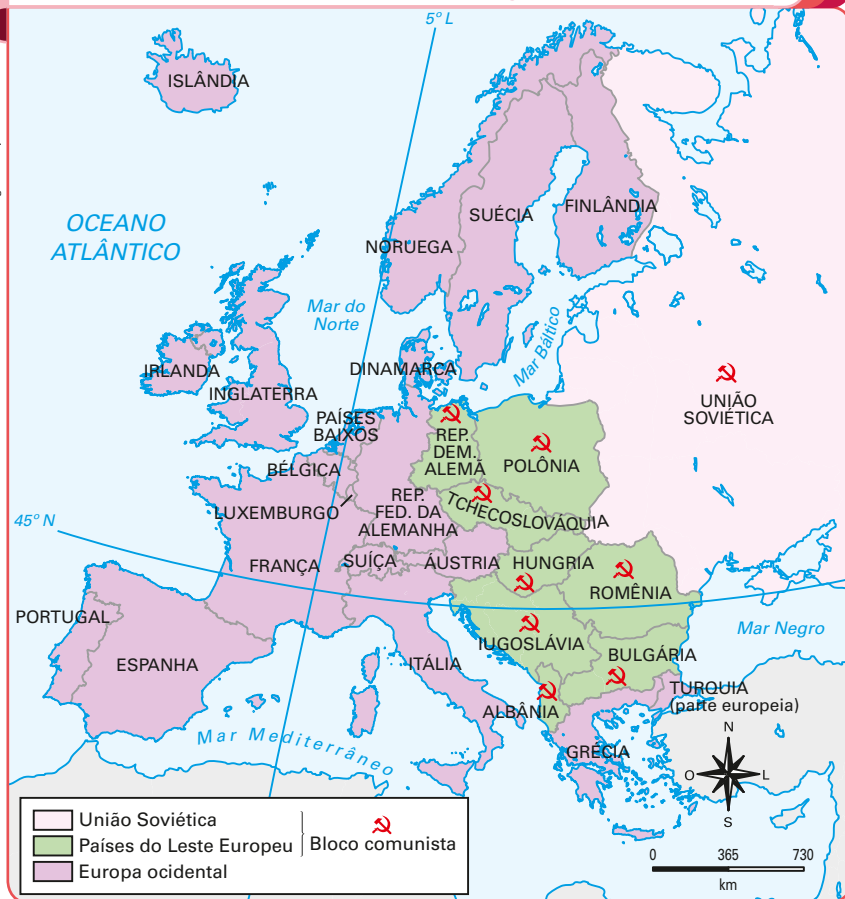 5º L
ISLÂNDIA
OCEANO
ATLÂNTICO
SUÉCIA
FINLÂNDIA
NORUEGA
Mar do
Norte
Mar Báltico
IRLANDA
INGLATERRA
DINAMARCA
PAÍSES
BAIXOS
REP.
DEM.
ALEMÃ
POLÔNIA
UNIÃO
SOVIÉTICA
BÉLGICA
LUXEMBURGO
REP.
FED. DA
ALEMANHA
TCHECOSLOVÁQUIA
45º N
FRANÇA
SUÍÇA
ÁUSTRIA
HUNGRIA
ROMÊNIA
PORTUGAL
ESPANHA
ITÁLIA
IUGOSLÁVIA
BULGÁRIA
Mar Negro
ALBÂNIA
TURQUIA
(parte europeia)
Mar Mediterrâneo
GRÉCIA
N
O
L
S
União Soviética
Países do Leste Europeu
Bloco comunista
Europa ocidental
0 365 730
km